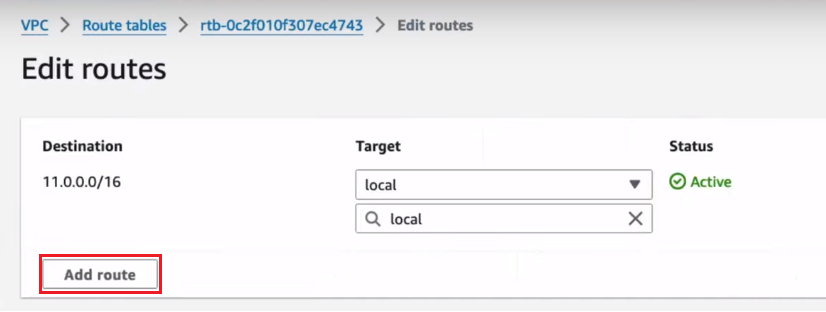 VPC > Route tables > rtb-0c2f010f307ec4743 > Edit routes
Edit routes
Destination Target Status
11.0.0.0/16 local Active
local
Add route